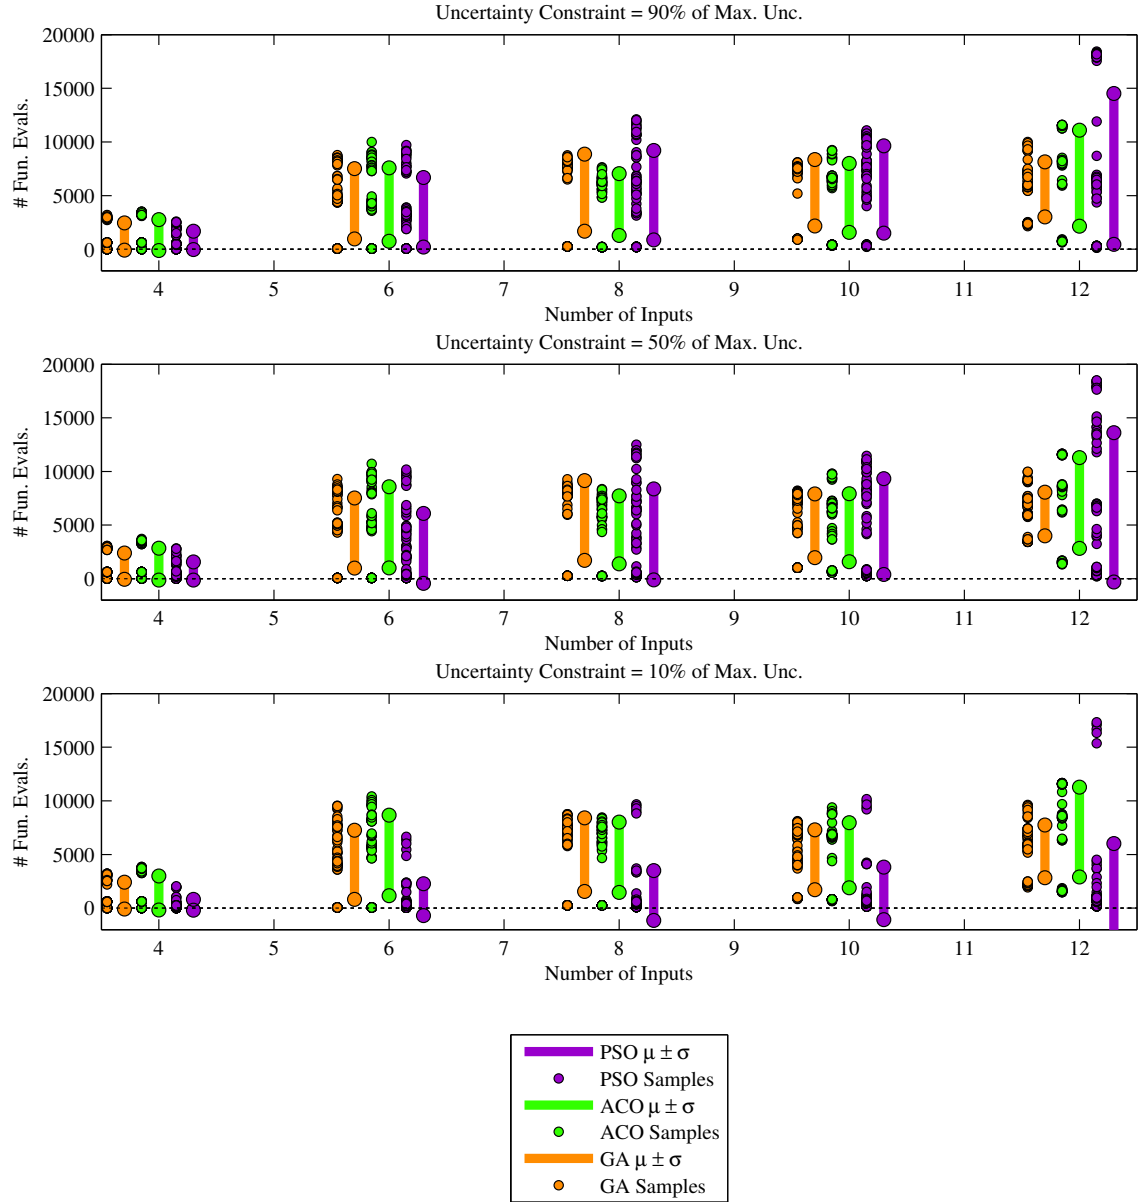 Uncertainty Constraint = 90% of Max. Unc.
20000
15000
10000
5000
0
# Fun. Evals.
4 5 6 7 8 9 10 11 12
Number of Inputs
Uncertainty Constraint = 50% of Max. Unc.
20000
15000
10000
5000
0
# Fun. Evals.
4 5 6 7 8 9 10 11 12
Number of Inputs
Uncertainty Constraint = 10% of Max. Unc.
20000
15000
10000
5000
0
# Fun. Evals.
4 5 6 7 8 9 10 11 12
Number of Inputs
PSO μ ± σ
PSO Samples
ACO μ ± σ
ACO Samples
GA μ ± σ
GA Samples